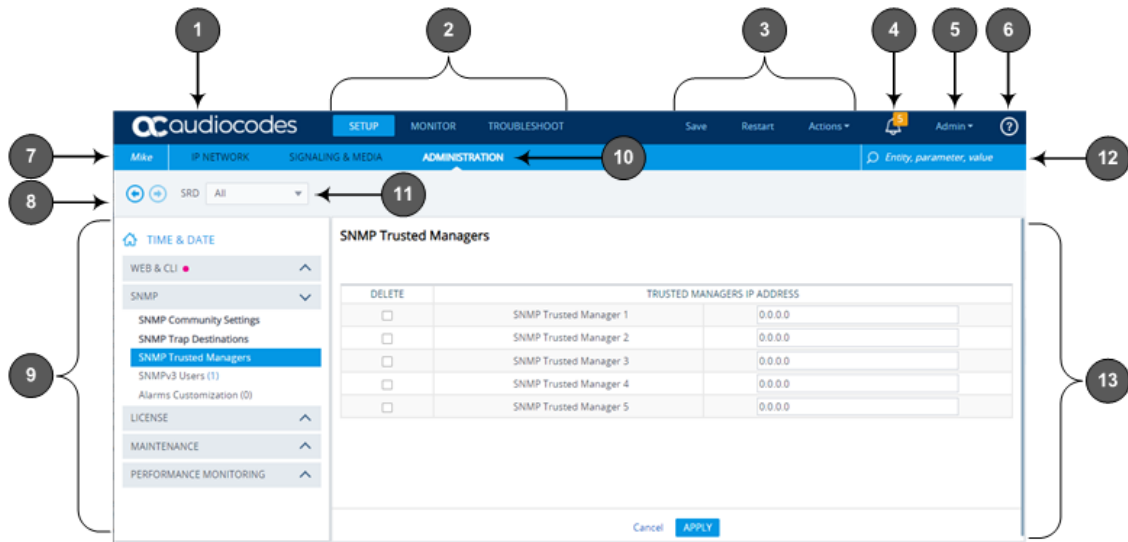 1 2 3 4 5 6
audiocodes SETUP MONITOR TROUBLESHOOT Save Restart Actions 5 Admin ?
7 Mike IP NETWORK SIGNALING & MEDIA ADMINISTRATION 10 Entity, parameter, value 12
8 SRD All 11
TIME & DATE
WEB & CLI
SNMP
SNMP Community Settings
SNMP Trap Destinations
SNMP Trusted Managers
SNMPv3 Users (1)
Alarms Customization (0)
LICENSE
MAINTENANCE
PERFORMANCE MONITORING
9
SNMP Trusted Managers
DELETE TRUSTED MANAGERS IP ADDRESS
SNMP Trusted Manager 1 0.0.0.0
SNMP Trusted Manager 2 0.0.0.0
SNMP Trusted Manager 3 0.0.0.0
SNMP Trusted Manager 4 0.0.0.0
SNMP Trusted Manager 5 0.0.0.0
13
Cancel APPLY